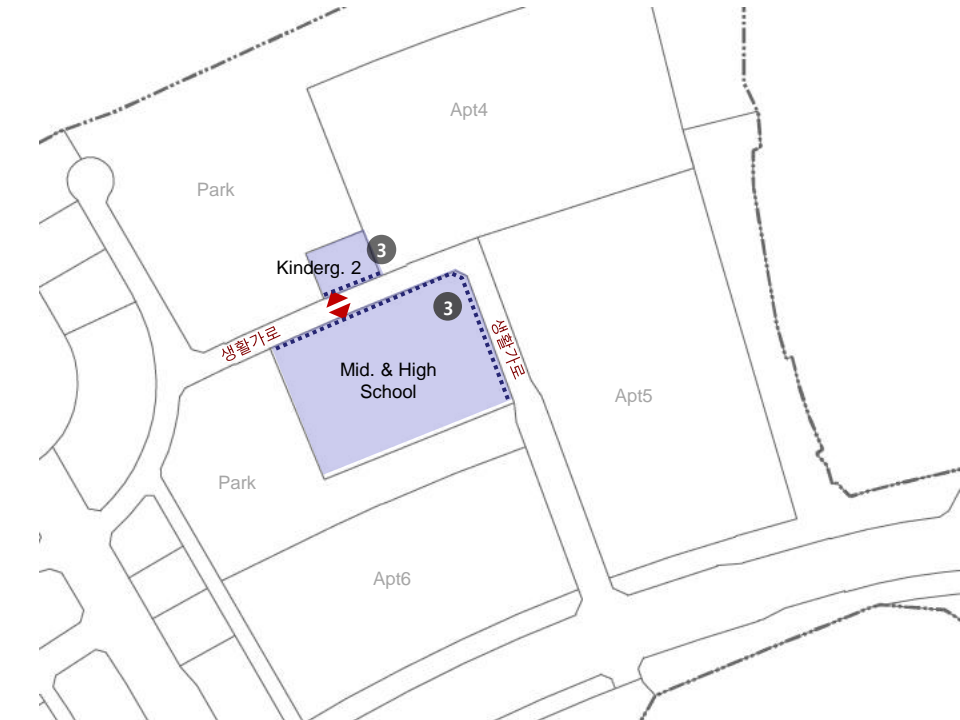 Apt4
Park
3
Kinderg. 2
3
생활가로
생활가로
Mid. & High
School
Apt5
Park
Apt6